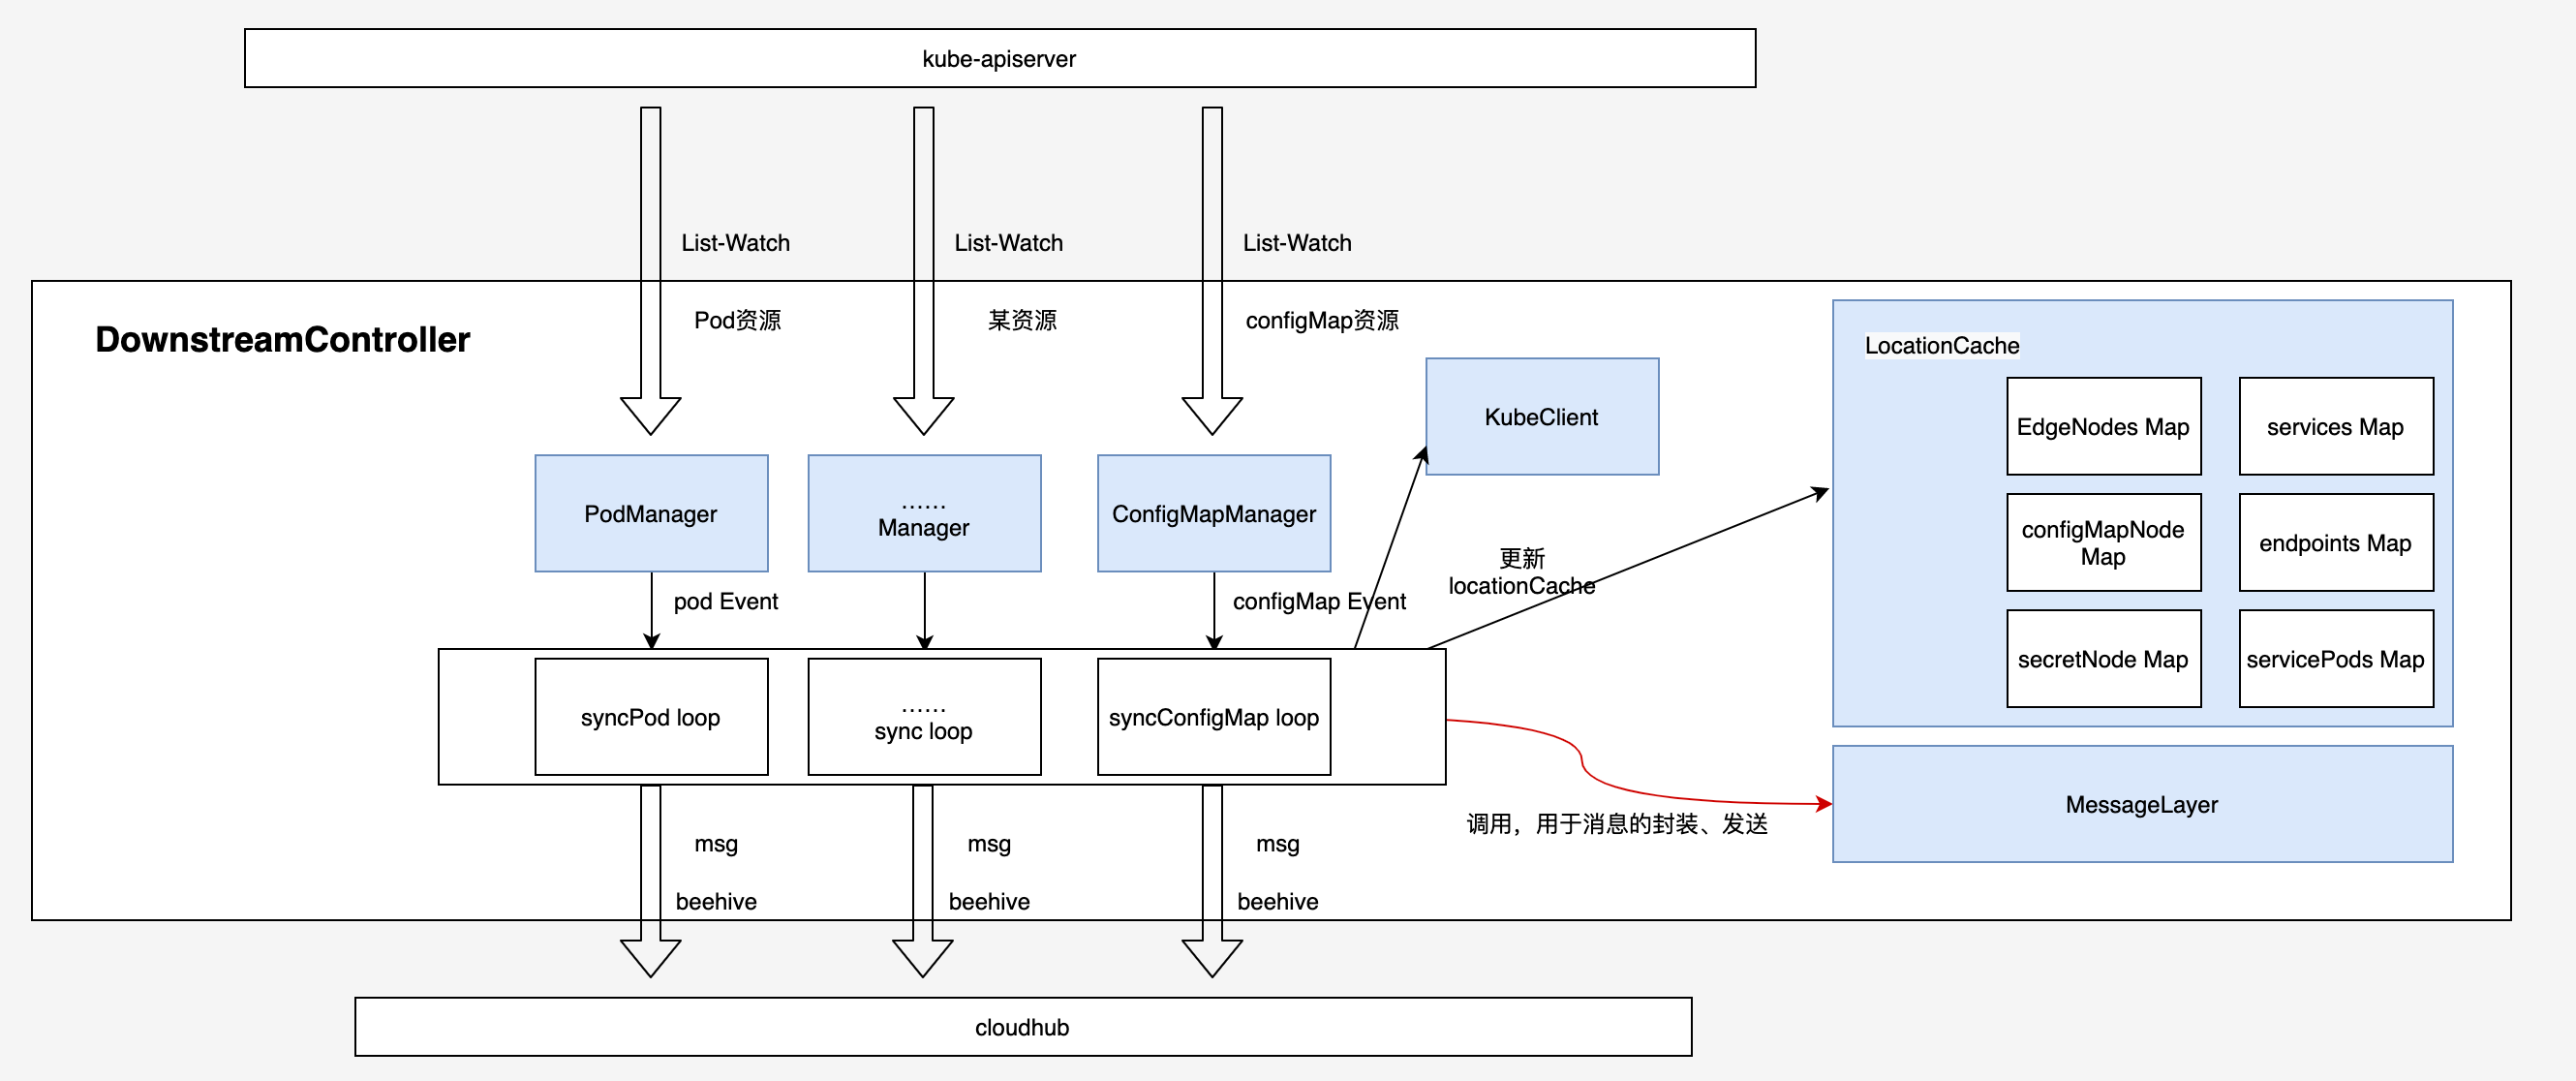 kube-apiserver
List-Watch
List-Watch
List-Watch
DownstreamController
Pod资源
某资源
configMap资源
LocationCache
KubeClient
EdgeNodes Map
services Map
PodManager
……
Manager
ConfigMapManager
configMapNode
Map
endpoints Map
更新
locationCache
pod Event
configMap Event
secretNode Map
servicePods Map
syncPod loop
……
sync loop
syncConfigMap loop
MessageLayer
调用，用于消息的封装、发送
msg
msg
msg
beehive
beehive
beehive
cloudhub